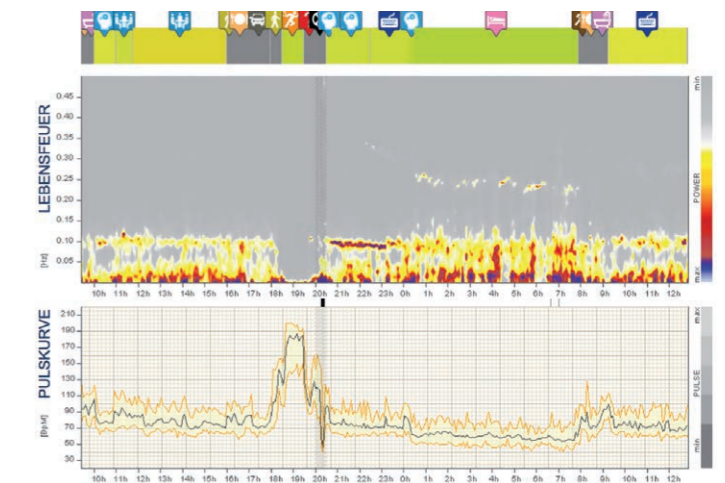 LEBENSFEUER
[Hz]
0.45
0.40
0.35
0.30
0.25
0.20
0.15
0.10
0.05
10h 11h 12h 13h 14h 15h 16h 17h 18h 19h 20h 21h 22h 23h 0h 1h 2h 3h 4h 5h 6h 7h 8h 9h 10h 11h 12h
min
POWER
max
PULSKURVE
[BpM]
210
190
170
150
130
110
90
70
50
30
10h 11h 12h 13h 14h 15h 16h 17h 18h 19h 20h 21h 22h 23h 0h 1h 2h 3h 4h 5h 6h 7h 8h 9h 10h 11h 12h
max
PULSE
min